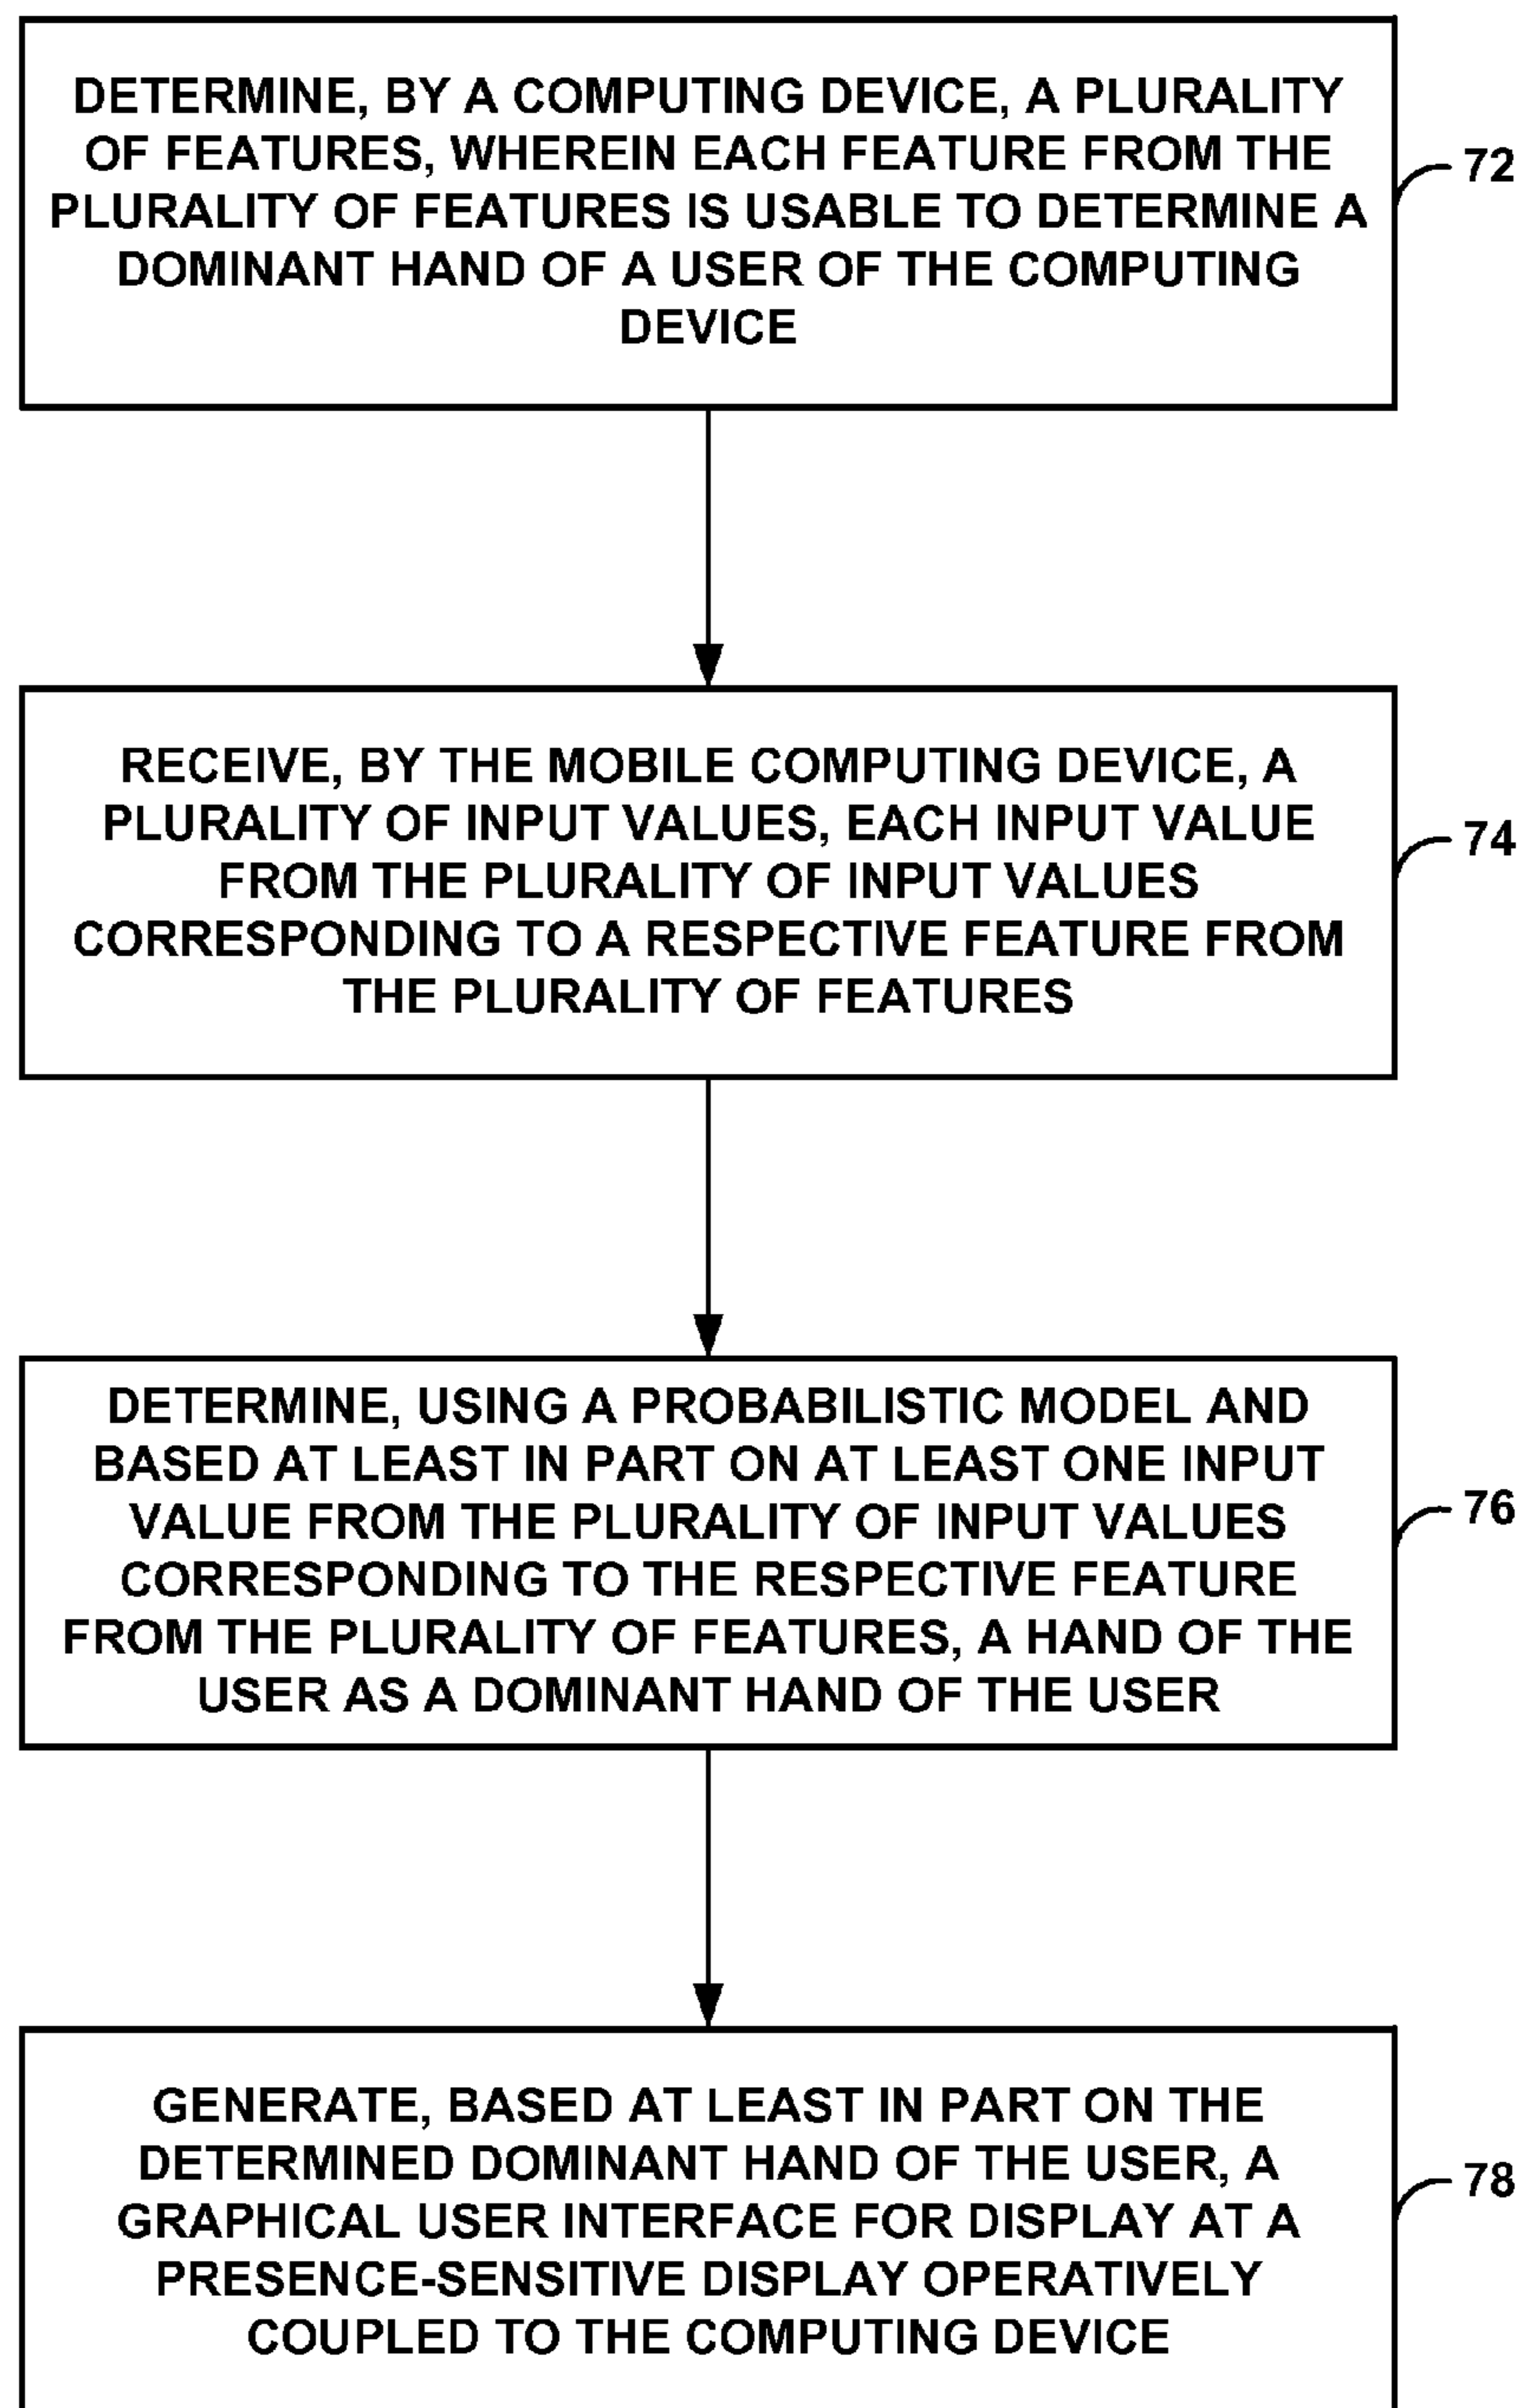 DETERMINE, BY A COMPUTING DEVICE, A PLURALITY
OF FEATURES, WHEREIN EACH FEATURE FROM THE
PLURALITY OF FEATURES IS USABLE TO DETERMINE A
DOMINANT HAND OF A USER OF THE COMPUTING
DEVICE
72
RECEIVE, BY THE MOBILE COMPUTING DEVICE, A
PLURALITY OF INPUT VALUES, EACH INPUT VALUE
FROM THE PLURALITY OF INPUT VALUES
CORRESPONDING TO A RESPECTIVE FEATURE FROM
THE PLURALITY OF FEATURES
74
DETERMINE, USING A PROBABILISTIC MODEL AND
BASED AT LEAST IN PART ON AT LEAST ONE INPUT
VALUE FROM THE PLURALITY OF INPUT VALUES
CORRESPONDING TO THE RESPECTIVE FEATURE
FROM THE PLURALITY OF FEATURES, A HAND OF THE
USER AS A DOMINANT HAND OF THE USER
76
GENERATE, BASED AT LEAST IN PART ON THE
DETERMINED DOMINANT HAND OF THE USER, A
GRAPHICAL USER INTERFACE FOR DISPLAY AT A
PRESENCE-SENSITIVE DISPLAY OPERATIVELY
COUPLED TO THE COMPUTING DEVICE
78